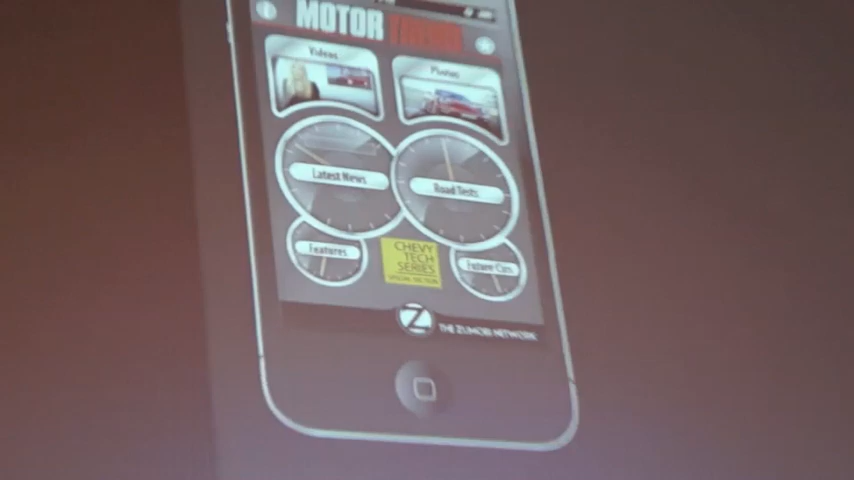 MOTOR TREND
Videos
Photos
Latest News
Road Tests
Features
CHEVY
TECH
SERIES
Future Cars
Z THE ZUMOBI NETWORK